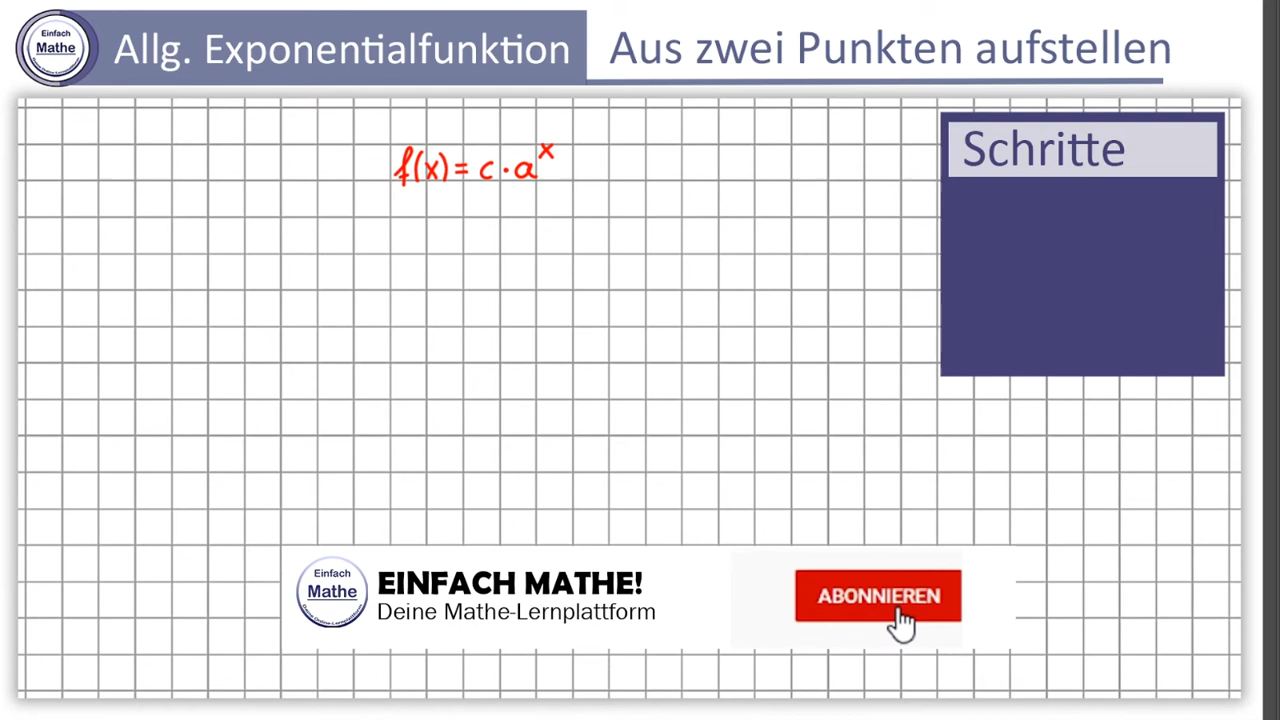 Einfach
Mathe
Allg. Exponentialfunktion
Aus zwei Punkten aufstellen
f(x) = c · a^x
Schritte
Einfach
Mathe
EINFACH MATHE!
Deine Mathe-Lernplattform
ABONNIEREN